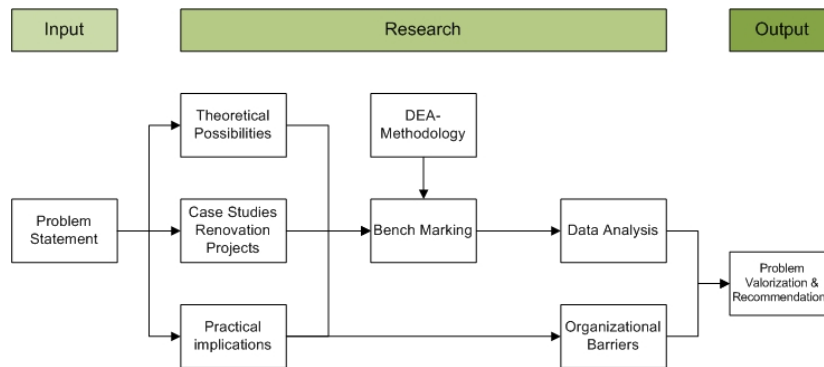 Input
Research
Output
Theoretical
Possibilities
DEA-
Methodology
Problem
Statement
Case Studies
Renovation
Projects
Bench Marking
Data Analysis
Problem
Valorization &
Recommendation
Practical
implications
Organizational
Barriers